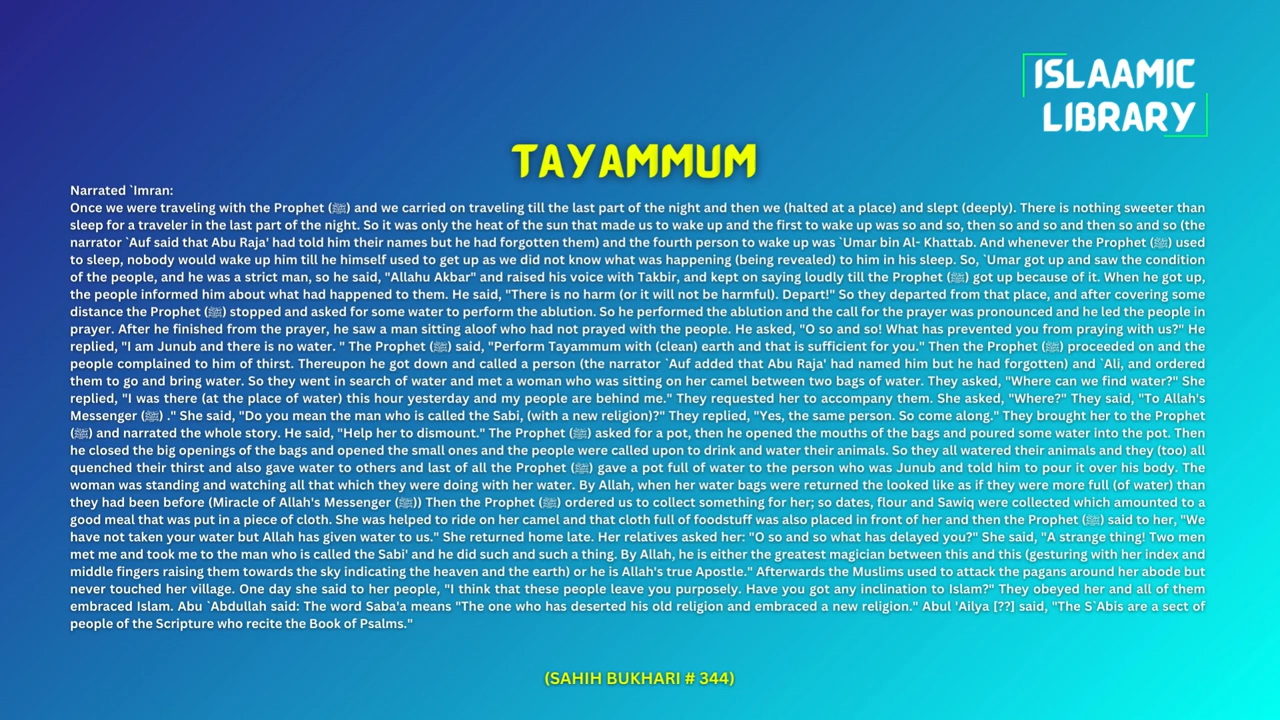 ISLAAMIC
LIBRARY
TAYAMMUM
Narrated `Imran:
Once we were traveling with the Prophet (ﷺ) and we carried on traveling till the last part of the night and then we (halted at a place) and slept (deeply). There is nothing sweeter than
sleep for a traveler in the last part of the night. So it was only the heat of the sun that made us to wake up and the first to wake up was so and so, then so and so and then so and so (the
narrator `Auf said that Abu Raja' had told him their names but he had forgotten them) and the fourth person to wake up was `Umar bin Al- Khattab. And whenever the Prophet (ﷺ) used
to sleep, nobody would wake up him till he himself used to get up as we did not know what was happening (being revealed) to him in his sleep. So, `Umar got up and saw the condition
of the people, and he was a strict man, so he said, "Allahu Akbar" and raised his voice with Takbir, and kept on saying loudly till the Prophet (ﷺ) got up because of it. When he got up,
the people informed him about what had happened to them. He said, "There is no harm (or it will not be harmful). Depart!" So they departed from that place, and after covering some
distance the Prophet (ﷺ) stopped and asked for some water to perform the ablution. So he performed the ablution and the call for the prayer was pronounced and he led the people in
prayer. After he finished from the prayer, he saw a man sitting aloof who had not prayed with the people. He asked, "O so and so! What has prevented you from praying with us?" He
replied, "I am Junub and there is no water. " The Prophet (ﷺ) said, "Perform Tayammum with (clean) earth and that is sufficient for you." Then the Prophet (ﷺ) proceeded on and the
people complained to him of thirst. Thereupon he got down and called a person (the narrator `Auf added that Abu Raja' had named him but he had forgotten) and `Ali, and ordered
them to go and bring water. So they went in search of water and met a woman who was sitting on her camel between two bags of water. They asked, "Where can we find water?" She
replied, "I was there (at the place of water) this hour yesterday and my people are behind me." They requested her to accompany them. She asked, "Where?" They said, "To Allah's
Messenger (ﷺ) ." She said, "Do you mean the man who is called the Sabi, (with a new religion)?" They replied, "Yes, the same person. So come along." They brought her to the Prophet
(ﷺ) and narrated the whole story. He said, "Help her to dismount." The Prophet (ﷺ) asked for a pot, then he opened the mouths of the bags and poured some water into the pot. Then
he closed the big openings of the bags and opened the small ones and the people were called upon to drink and water their animals. So they all watered their animals and they (too) all
quenched their thirst and also gave water to others and last of all the Prophet (ﷺ) gave a pot full of water to the person who was Junub and told him to pour it over his body. The
woman was standing and watching all that which they were doing with her water. By Allah, when her water bags were returned the looked like as if they were more full (of water) than
they had been before (Miracle of Allah's Messenger (ﷺ)) Then the Prophet (ﷺ) ordered us to collect something for her; so dates, flour and Sawiq were collected which amounted to a
good meal that was put in a piece of cloth. She was helped to ride on her camel and that cloth full of foodstuff was also placed in front of her and then the Prophet (ﷺ) said to her, "We
have not taken your water but Allah has given water to us." She returned home late. Her relatives asked her: "O so and so what has delayed you?" She said, "A strange thing! Two men
met me and took me to the man who is called the Sabi' and he did such and such a thing. By Allah, he is either the greatest magician between this and this (gesturing with her index and
middle fingers raising them towards the sky indicating the heaven and the earth) or he is Allah's true Apostle." Afterwards the Muslims used to attack the pagans around her abode but
never touched her village. One day she said to her people, "I think that these people leave you purposely. Have you got any inclination to Islam?" They obeyed her and all of them
embraced Islam. Abu `Abdullah said: The word Saba'a means "The one who has deserted his old religion and embraced a new religion." Abul 'Ailya [??] said, "The S`Abis are a sect of
people of the Scripture who recite the Book of Psalms."
(SAHIH BUKHARI # 344)